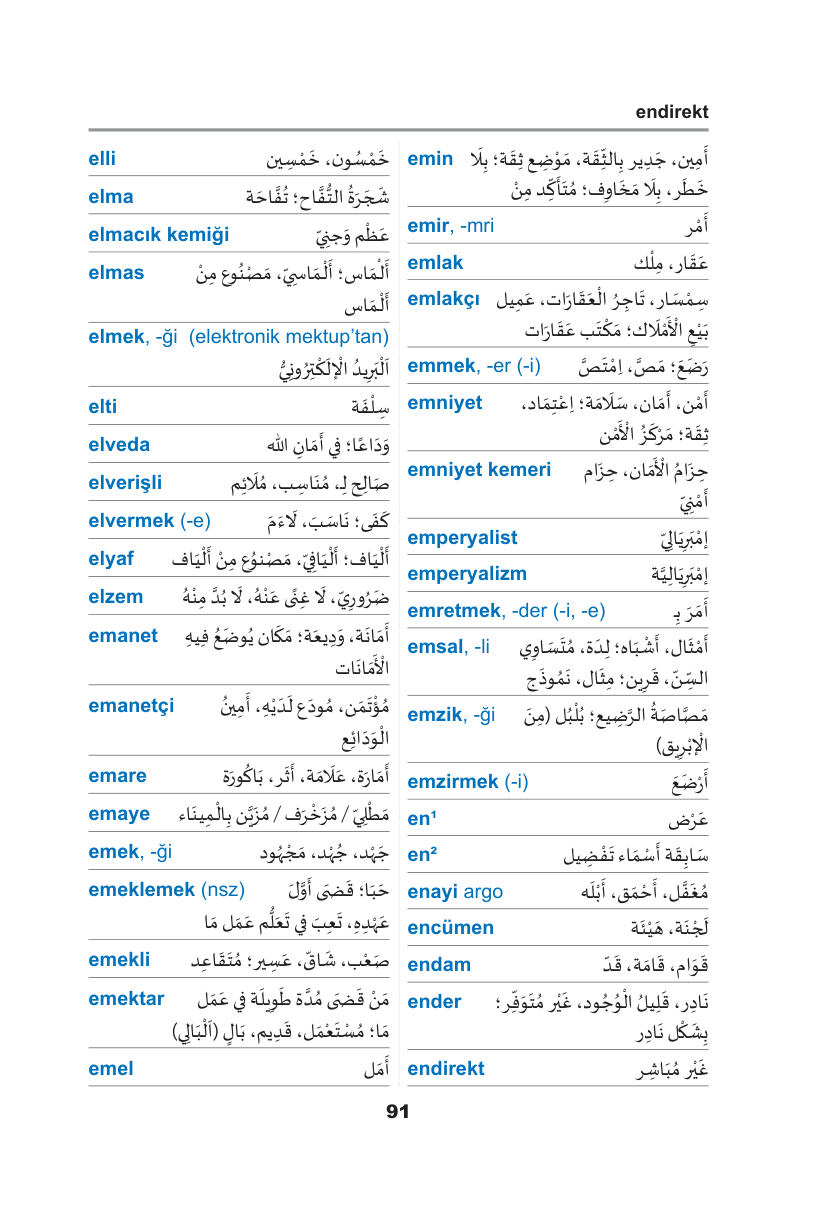 endirekt
elli خَمْسُون، خَمْسِين
elma شَجَرَةُ التُّفَّاح؛ تُفَّاحَة
elmacık kemiği عَظْم وَجنِيّ
elmas أَلْمَاس؛ أَلْمَاسِيّ، مَصْنُوع مِنْ
أَلْمَاس
elmek, -ği (elektronik mektup’tan)
اَلْبَرِيدُ الْإلَكْتِرُونِيُّ
elti سِلْفَة
elveda وَدَاعًا؛ فِي أَمَانِ الله
elverişli صَالِح لِـ، مُنَاسِب، مُلَائِم
elvermek (-e) كَفَى؛ نَاسَبَ، لَاءَمَ
elyaf أَلْيَاف؛ أَلْيَافِيّ، مَصْنوُع مِنْ أَلْيَاف
elzem ضَرُورِيّ، لَا غِنًى عَنْهُ، لَا بُدَّ مِنْهُ
emanet أَمَانَة، وَدِيعَة؛ مَكَان يُوضَعُ فِيهِ
الْأَمَانَات
emanetçi مُؤْتَمَن، مُودَع لَدَيْهِ، أَمِينُ
الْوَدَائِع
emare أَمَارَة، عَلَامَة، أَثَر، بَاكُورَة
emaye مَطْلِيّ / مُزَخْرَف / مُزَيَّن بِالْمِينَاء
emek, -ği جَهْد، جُهْد، مَجْهُود
emeklemek (nsz) حَبَا؛ قَضَى أَوَّلَ
عَهْدِهِ، تَعِبَ فِي تَعَلُّم عَمَل مَا
emekli صَعْب، شَاقّ، عَسِير؛ مُتَقَاعِد
emektar مَنْ قَضَى مُدَّة طَوِيلَة فِي عَمَل
مَا؛ مُسْتَعْمَل، قَدِيم، بَالٍ (اَلْبَالِي)
emel أَمَل
emin أَمِين، جَدِير بِالثِّقَة، مَوْضِع ثِقَة؛ بِلَا
خَطَر، بِلَا مَخَاوِف؛ مُتَأَكِّد مِنْ
emir, -mri أَمْر
emlak عَقَار، مِلْك
emlakçı سِمْسَار، تَاجِرُ الْعَقَارَات، عَمِيل
بَيْعِ الْأَمْلَاك؛ مَكْتَب عَقَارَات
emmek, -er (-i) رَضَعَ؛ مَصَّ، اِمْتَصَّ
emniyet أَمْن، أَمَان، سَلَامَة؛ اِعْتِمَاد،
ثِقَة؛ مَرْكَزُ الْأَمْن
emniyet kemeri حِزَامُ الْأَمَان، حِزَام
أَمْنِيّ
emperyalist إِمْبَرِيَالِيّ
emperyalizm إِمْبَرِيَالِيَّة
emretmek, -der (-i, -e) أَمَرَ بِـ
emsal, -li أَمْثَال، أَشْبَاه؛ لِدَة، مُتَسَاوِي
السِّنّ، قَرِين؛ مِثَال، نَمُوذَج
emzik, -ği مَصَّاصَةُ الرَّضِيع؛ بُلْبُل (مِنَ
الْإبْرِيق)
emzirmek (-i) أَرْضَعَ
en¹ عَرْض
en² سَابِقَة أَسْمَاء تَفْضِيل
enayi argo مُغَفَّل، أَحْمَق، أَبْلَه
encümen لَجْنَة، هَيْئَة
endam قَوَام، قَامَة، قَدّ
ender نَادِر، قَلِيلُ الْوُجُود، غَيْر مُتَوَفِّر؛
بِشَكْل نَادِر
endirekt غَيْر مُبَاشِر
91